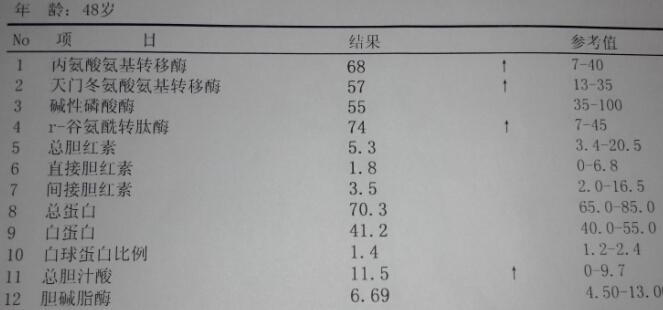 年 龄：48岁
No 项 目 结果 参考值
1 丙氨酸氨基转移酶 68 ↑ 7-40
2 天门冬氨酸氨基转移酶 57 ↑ 13-35
3 碱性磷酸酶 55 35-100
4 r-谷氨酰转肽酶 74 ↑ 7-45
5 总胆红素 5.3 3.4-20.5
6 直接胆红素 1.8 0-6.8
7 间接胆红素 3.5 2.0-16.5
8 总蛋白 70.3 65.0-85.0
9 白蛋白 41.2 40.0-55.0
10 白球蛋白比例 1.4 1.2-2.4
11 总胆汁酸 11.5 ↑ 0-9.7
12 胆碱脂酶 6.69 4.50-13.0